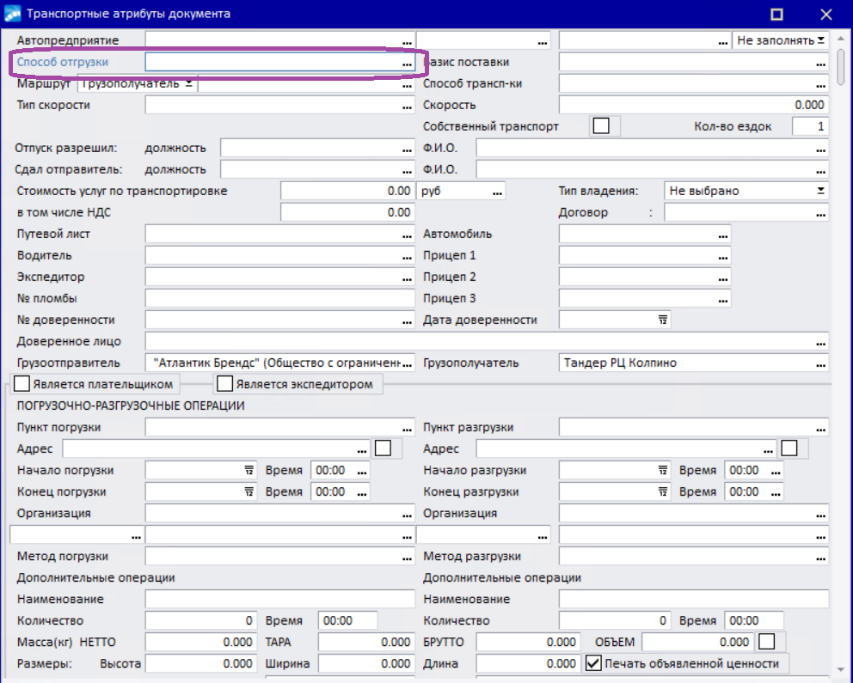 Транспортные атрибуты документа
Автопредприятие ... ... ... Не заполнять
Способ отгрузки ... Базис поставки ...
Маршрут Грузополучатель ... Способ трансп-ки ...
Тип скорости ... Скорость 0.000
Собственный транспорт Кол-во ездок 1
Отпуск разрешил: должность ... Ф.И.О. ...
Сдал отправитель: должность ... Ф.И.О. ...
Стоимость услуг по транспортировке 0.00 руб ... Тип владения: Не выбрано
в том числе НДС 0.00 Договор : ...
Путевой лист ... Автомобиль ...
Водитель ... Прицеп 1 ...
Экспедитор ... Прицеп 2 ...
№ пломбы Прицеп 3 ...
№ доверенности ... Дата доверенности 12
Доверенное лицо ...
Грузоотправитель "Атлантик Брендс" (Общество с ограниченн... Грузополучатель Тандер РЦ Колпино ...
Является плательщиком Является экспедитором
ПОГРУЗОЧНО-РАЗГРУЗОЧНЫЕ ОПЕРАЦИИ
Пункт погрузки ... Пункт разгрузки ...
Адрес ... Адрес ...
Начало погрузки 12 Время 00:00 ... Начало разгрузки 12 Время 00:00 ...
Конец погрузки 12 Время 00:00 ... Конец разгрузки 12 Время 00:00 ...
Организация ... Организация ...
... ... ... ...
Метод погрузки ... Метод разгрузки ...
Дополнительные операции Дополнительные операции
Наименование Наименование
Количество 0 Время 00:00 Количество 0 Время 00:00
Масса(кг) НЕТТО 0.000 ТАРА 0.000 БРУТТО 0.000 ОБЪЕМ 0.000
Размеры: Высота 0.000 Ширина 0.000 Длина 0.000 Печать объявленной ценности